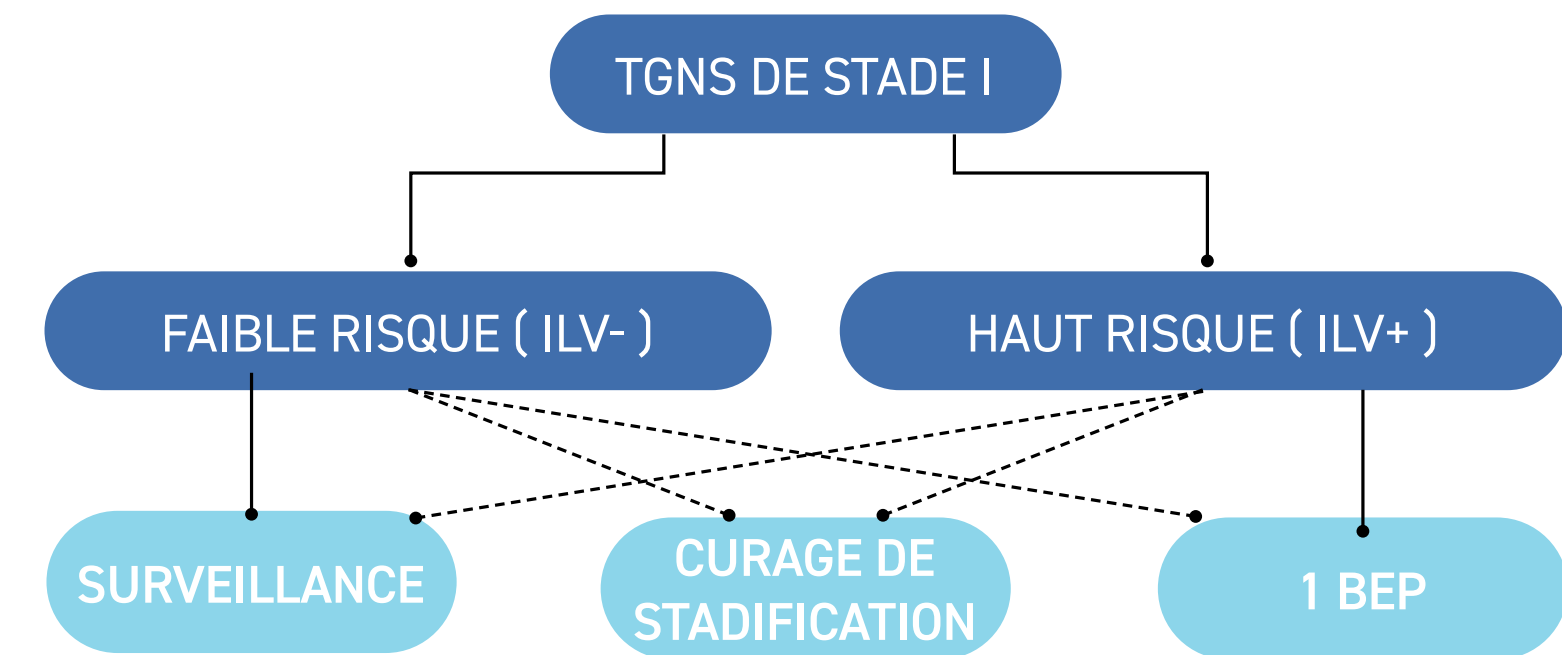 TGNS DE STADE I
FAIBLE RISQUE ( ILV- )
HAUT RISQUE ( ILV+ )
SURVEILLANCE
CURAGE DE
STADIFICATION
1 BEP